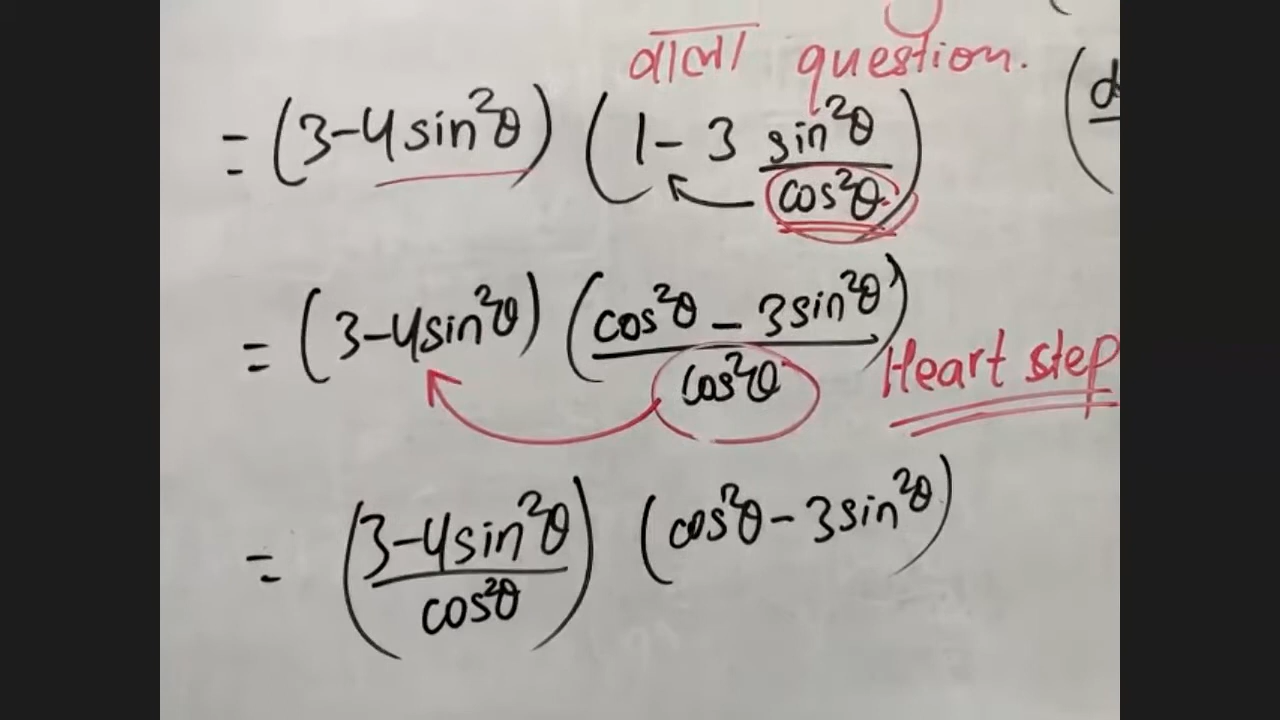 वाला question.
= (3-4sin²θ) (1-3 sin²θ/cos²θ)
= (3-4sin²θ) (cos²θ - 3sin²θ/cos²θ)
Heart step
= (3-4sin²θ/cos²θ) (cos²θ - 3sin²θ)